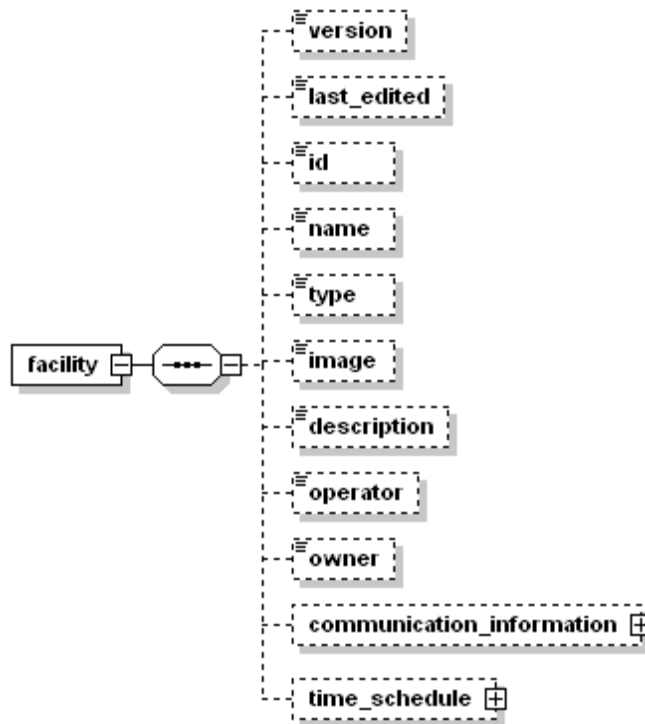 version
last_edited
id
name
type
facility
image
description
operator
owner
communication_information
time_schedule